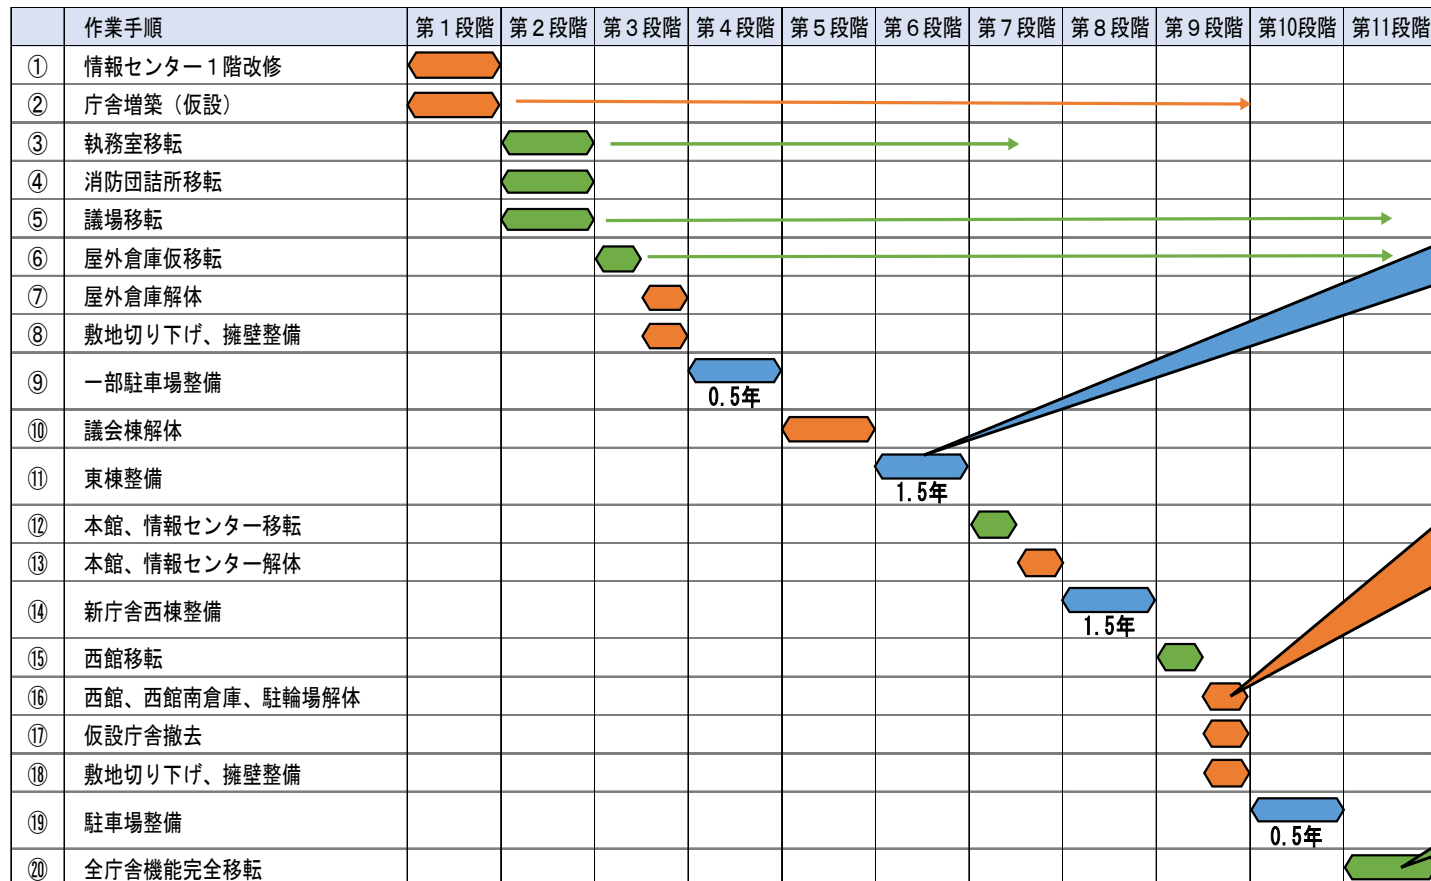 作業手順 第１段階 第２段階 第３段階 第４段階 第５段階 第６段階 第７段階 第８段階 第９段階 第10段階 第11段階
① 情報センター１階改修
② 庁舎増築（仮設）
③ 執務室移転
④ 消防団詰所移転
⑤ 議場移転
⑥ 屋外倉庫仮移転
⑦ 屋外倉庫解体
⑧ 敷地切り下げ、擁壁整備
⑨ 一部駐車場整備
0.5年
⑩ 議会棟解体
⑪ 東棟整備
1.5年
⑫ 本館、情報センター移転
⑬ 本館、情報センター解体
⑭ 新庁舎西棟整備
1.5年
⑮ 西館移転
⑯ 西館、西館南倉庫、駐輪場解体
⑰ 仮設庁舎撤去
⑱ 敷地切り下げ、擁壁整備
⑲ 駐車場整備
0.5年
⑳ 全庁舎機能完全移転